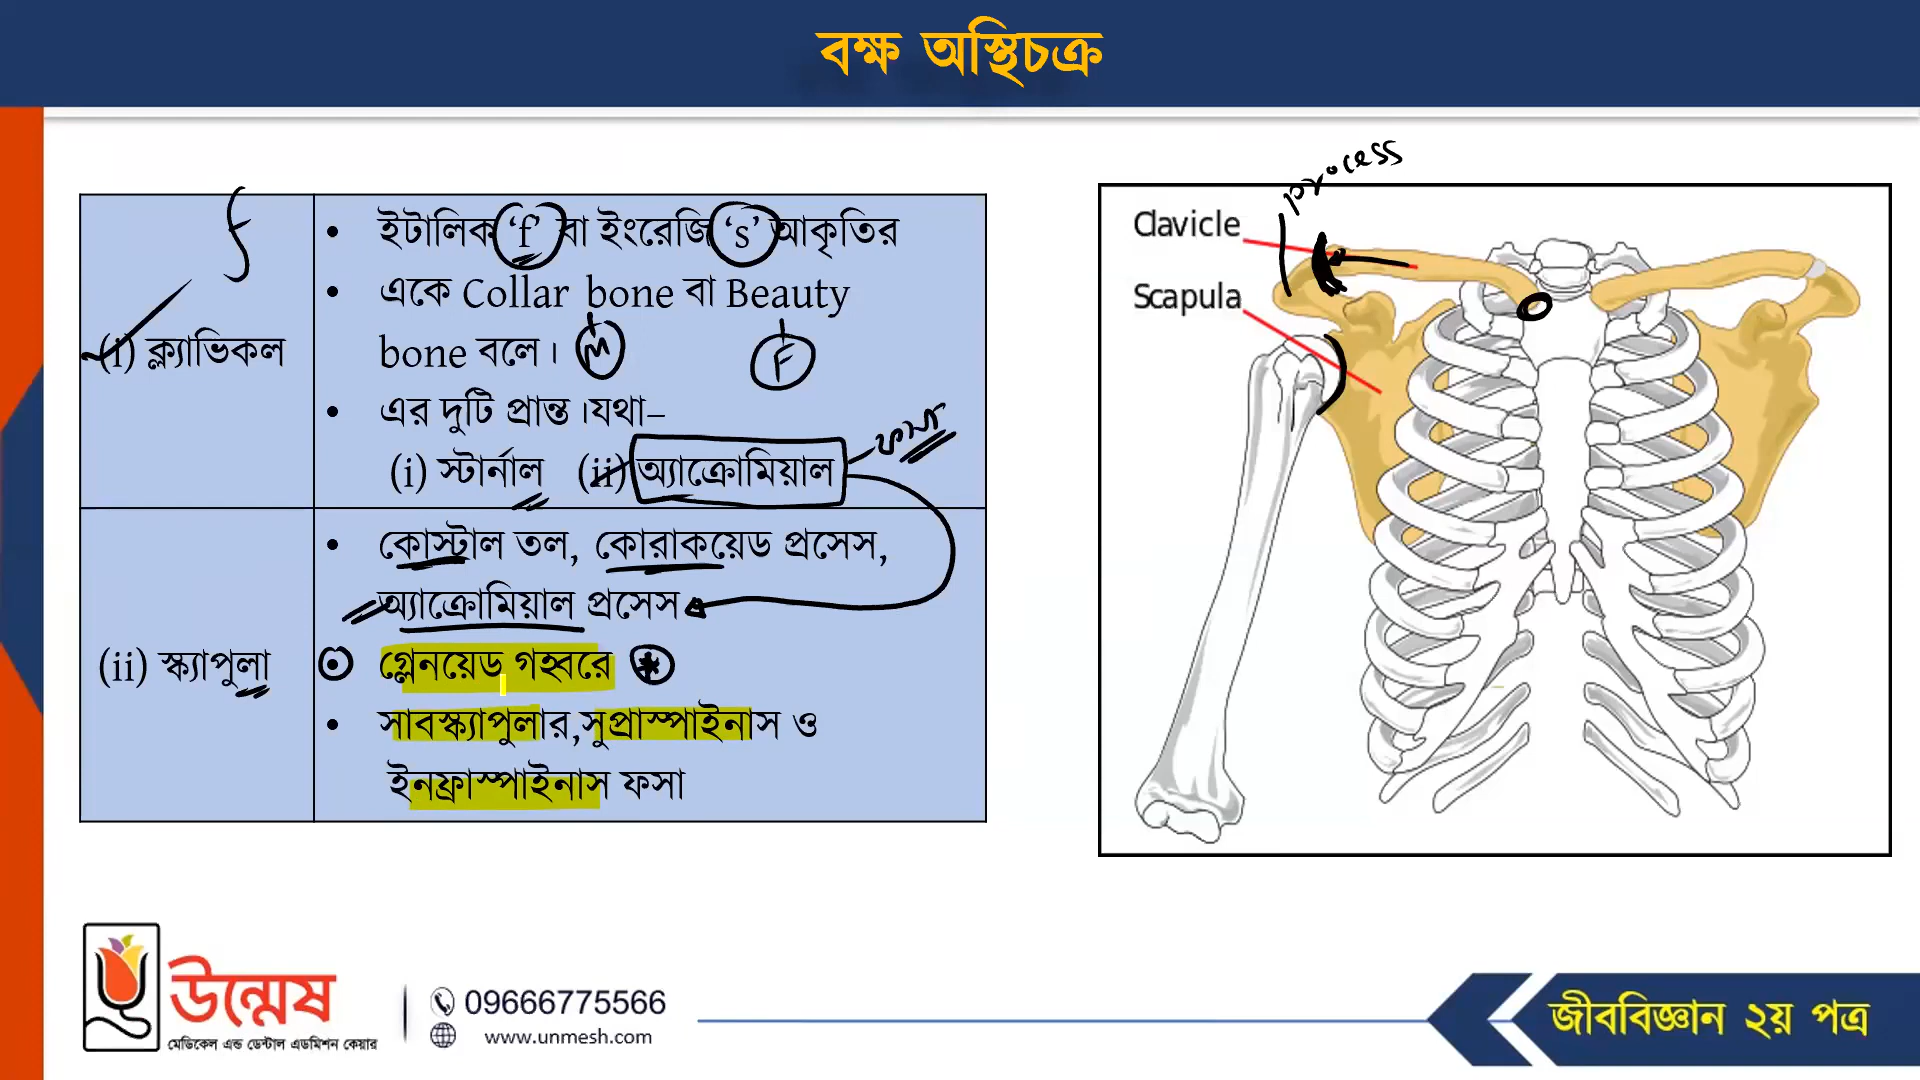 বক্ষ অস্থিচক্র
(i) ক্ল্যাভিকল
f
• ইটালিক ‘f’ বা ইংরেজি ‘s’ আকৃতির
• একে Collar bone বা Beauty
bone বলে।
M
F
• এর দুটি প্রান্ত।যথা–
(i) স্টার্নাল (ii) অ্যাক্রোমিয়াল
(ii) স্ক্যাপুলা
• কোস্টাল তল, কোরাকয়েড প্রসেস,
অ্যাক্রোমিয়াল প্রসেস
• গ্লেনয়েড গহ্বরে
• সাবস্ক্যাপুলার,সুপ্রাস্পাইনাস ও
ইনফ্রাস্পাইনাস ফসা
process
Clavicle
Scapula
উন্মেষ
মেডিকেল এন্ড ডেন্টাল এডমিশন কেয়ার
09666775566
www.unmesh.com
জীববিজ্ঞান ২য় পত্র